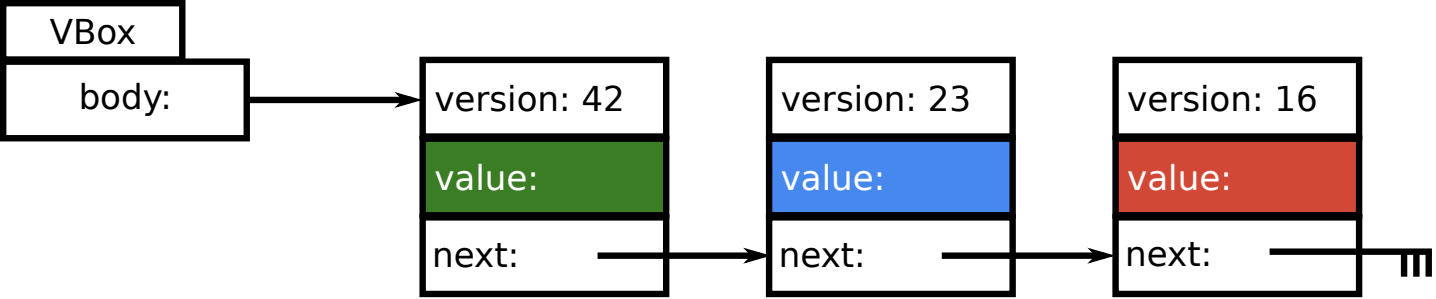 VBox
body:
version: 42
value:
next:
version: 23
value:
next:
version: 16
value:
next: